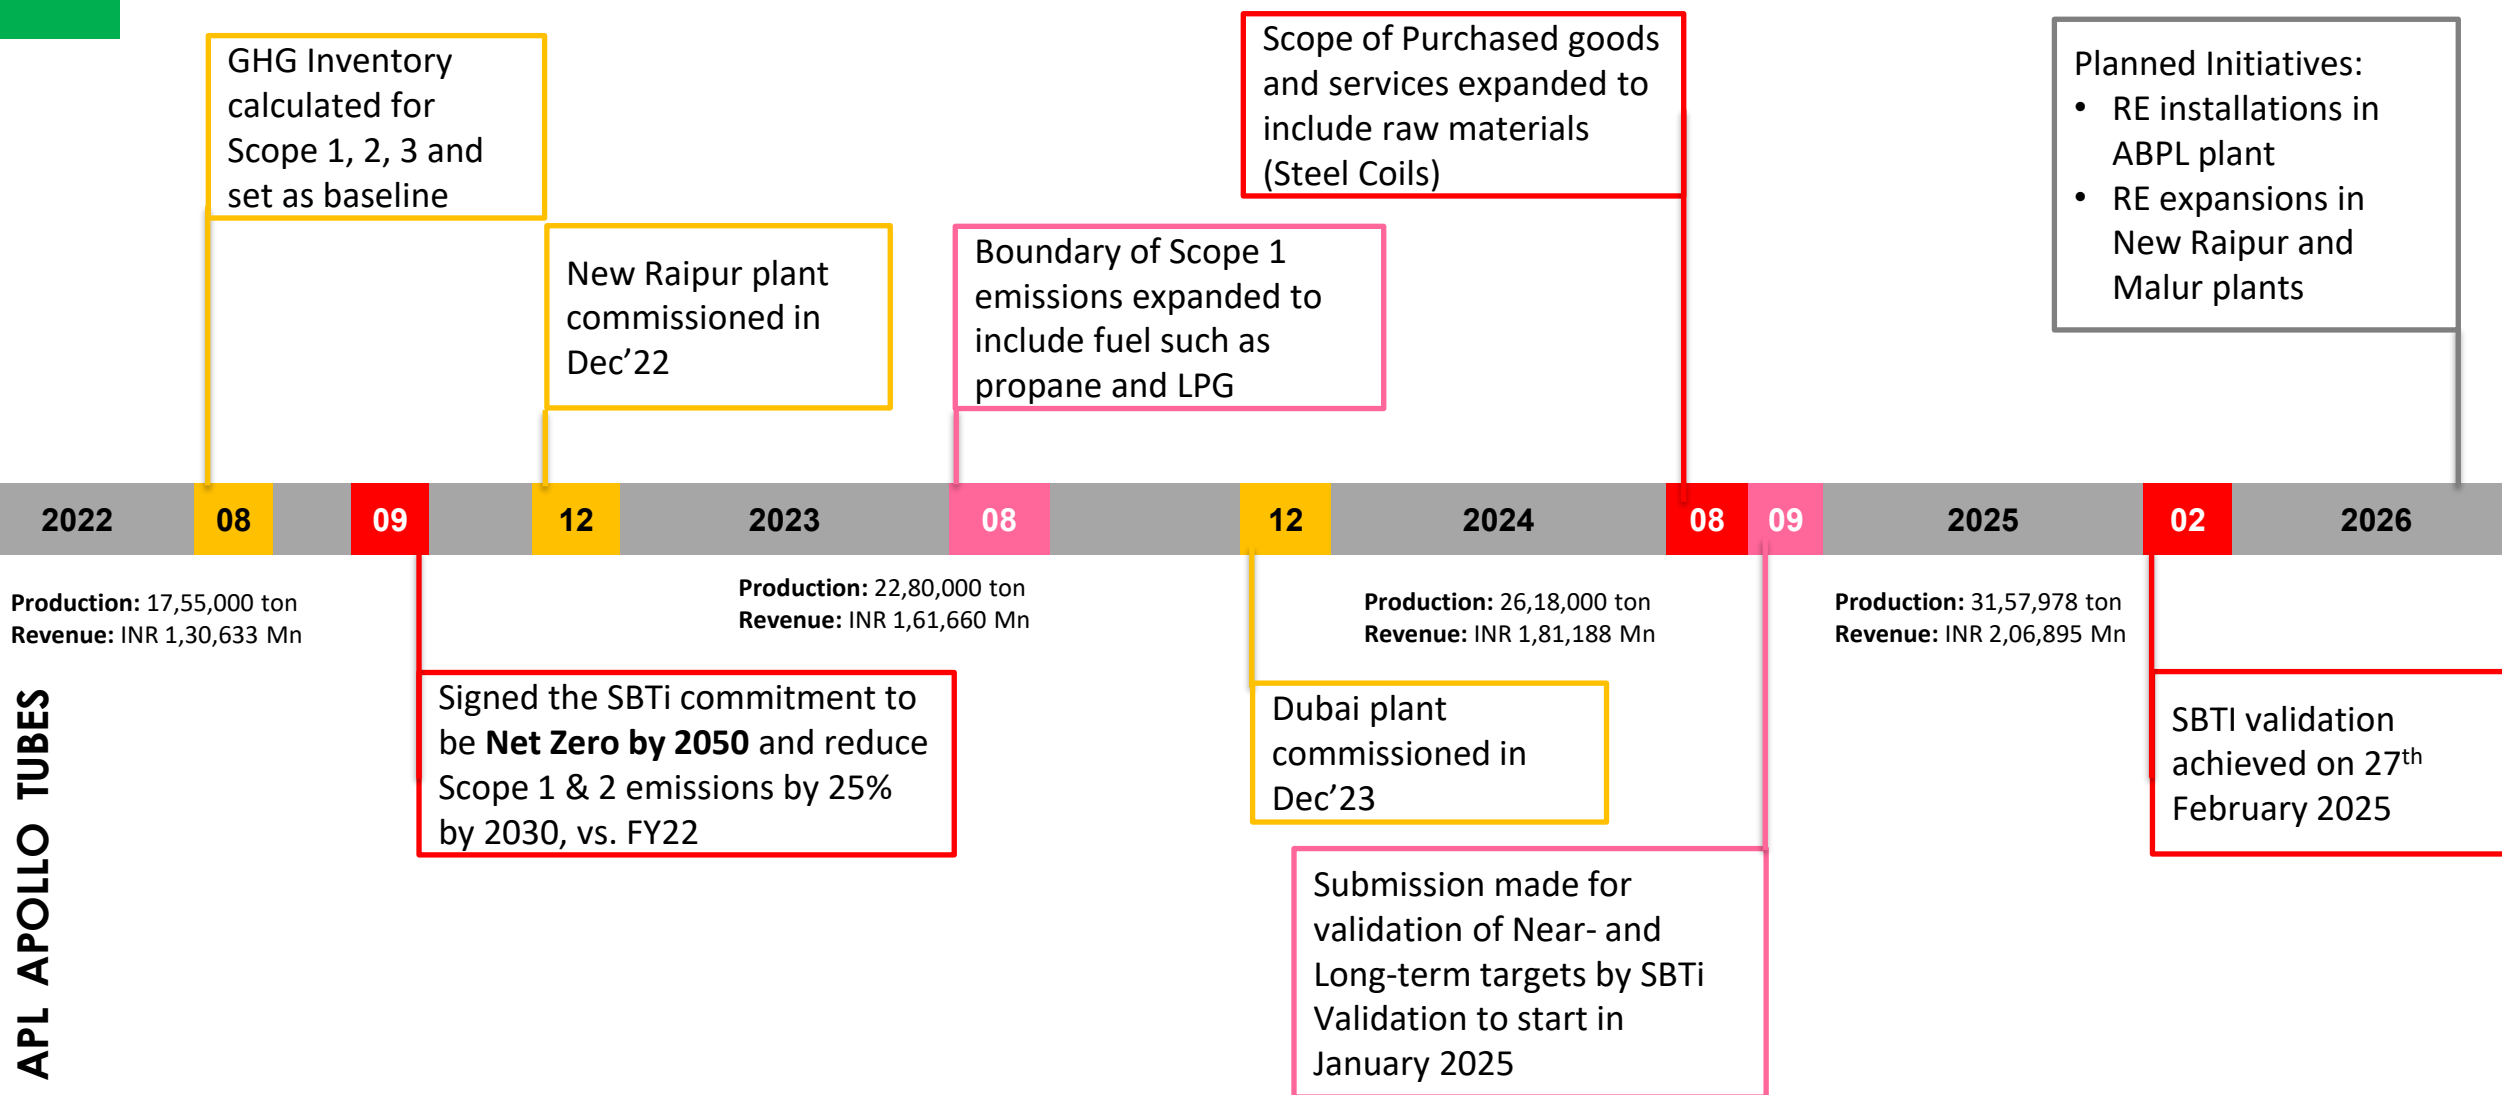 GHG Inventory
calculated for
Scope 1, 2, 3 and
set as baseline
New Raipur plant
commissioned in
Dec’22
Boundary of Scope 1
emissions expanded to
include fuel such as
propane and LPG
Scope of Purchased goods
and services expanded to
include raw materials
(Steel Coils)
Planned Initiatives:
• RE installations in
ABPL plant
• RE expansions in
New Raipur and
Malur plants
2022 08 09 12 2023 08 12 2024 08 09 2025 02 2026
Production: 17,55,000 ton
Revenue: INR 1,30,633 Mn
Production: 22,80,000 ton
Revenue: INR 1,61,660 Mn
Production: 26,18,000 ton
Revenue: INR 1,81,188 Mn
Production: 31,57,978 ton
Revenue: INR 2,06,895 Mn
Signed the SBTi commitment to
be Net Zero by 2050 and reduce
Scope 1 & 2 emissions by 25%
by 2030, vs. FY22
Dubai plant
commissioned in
Dec’23
Submission made for
validation of Near- and
Long-term targets by SBTi
Validation to start in
January 2025
SBTI validation
achieved on 27th
February 2025
APL APOLLO TUBES